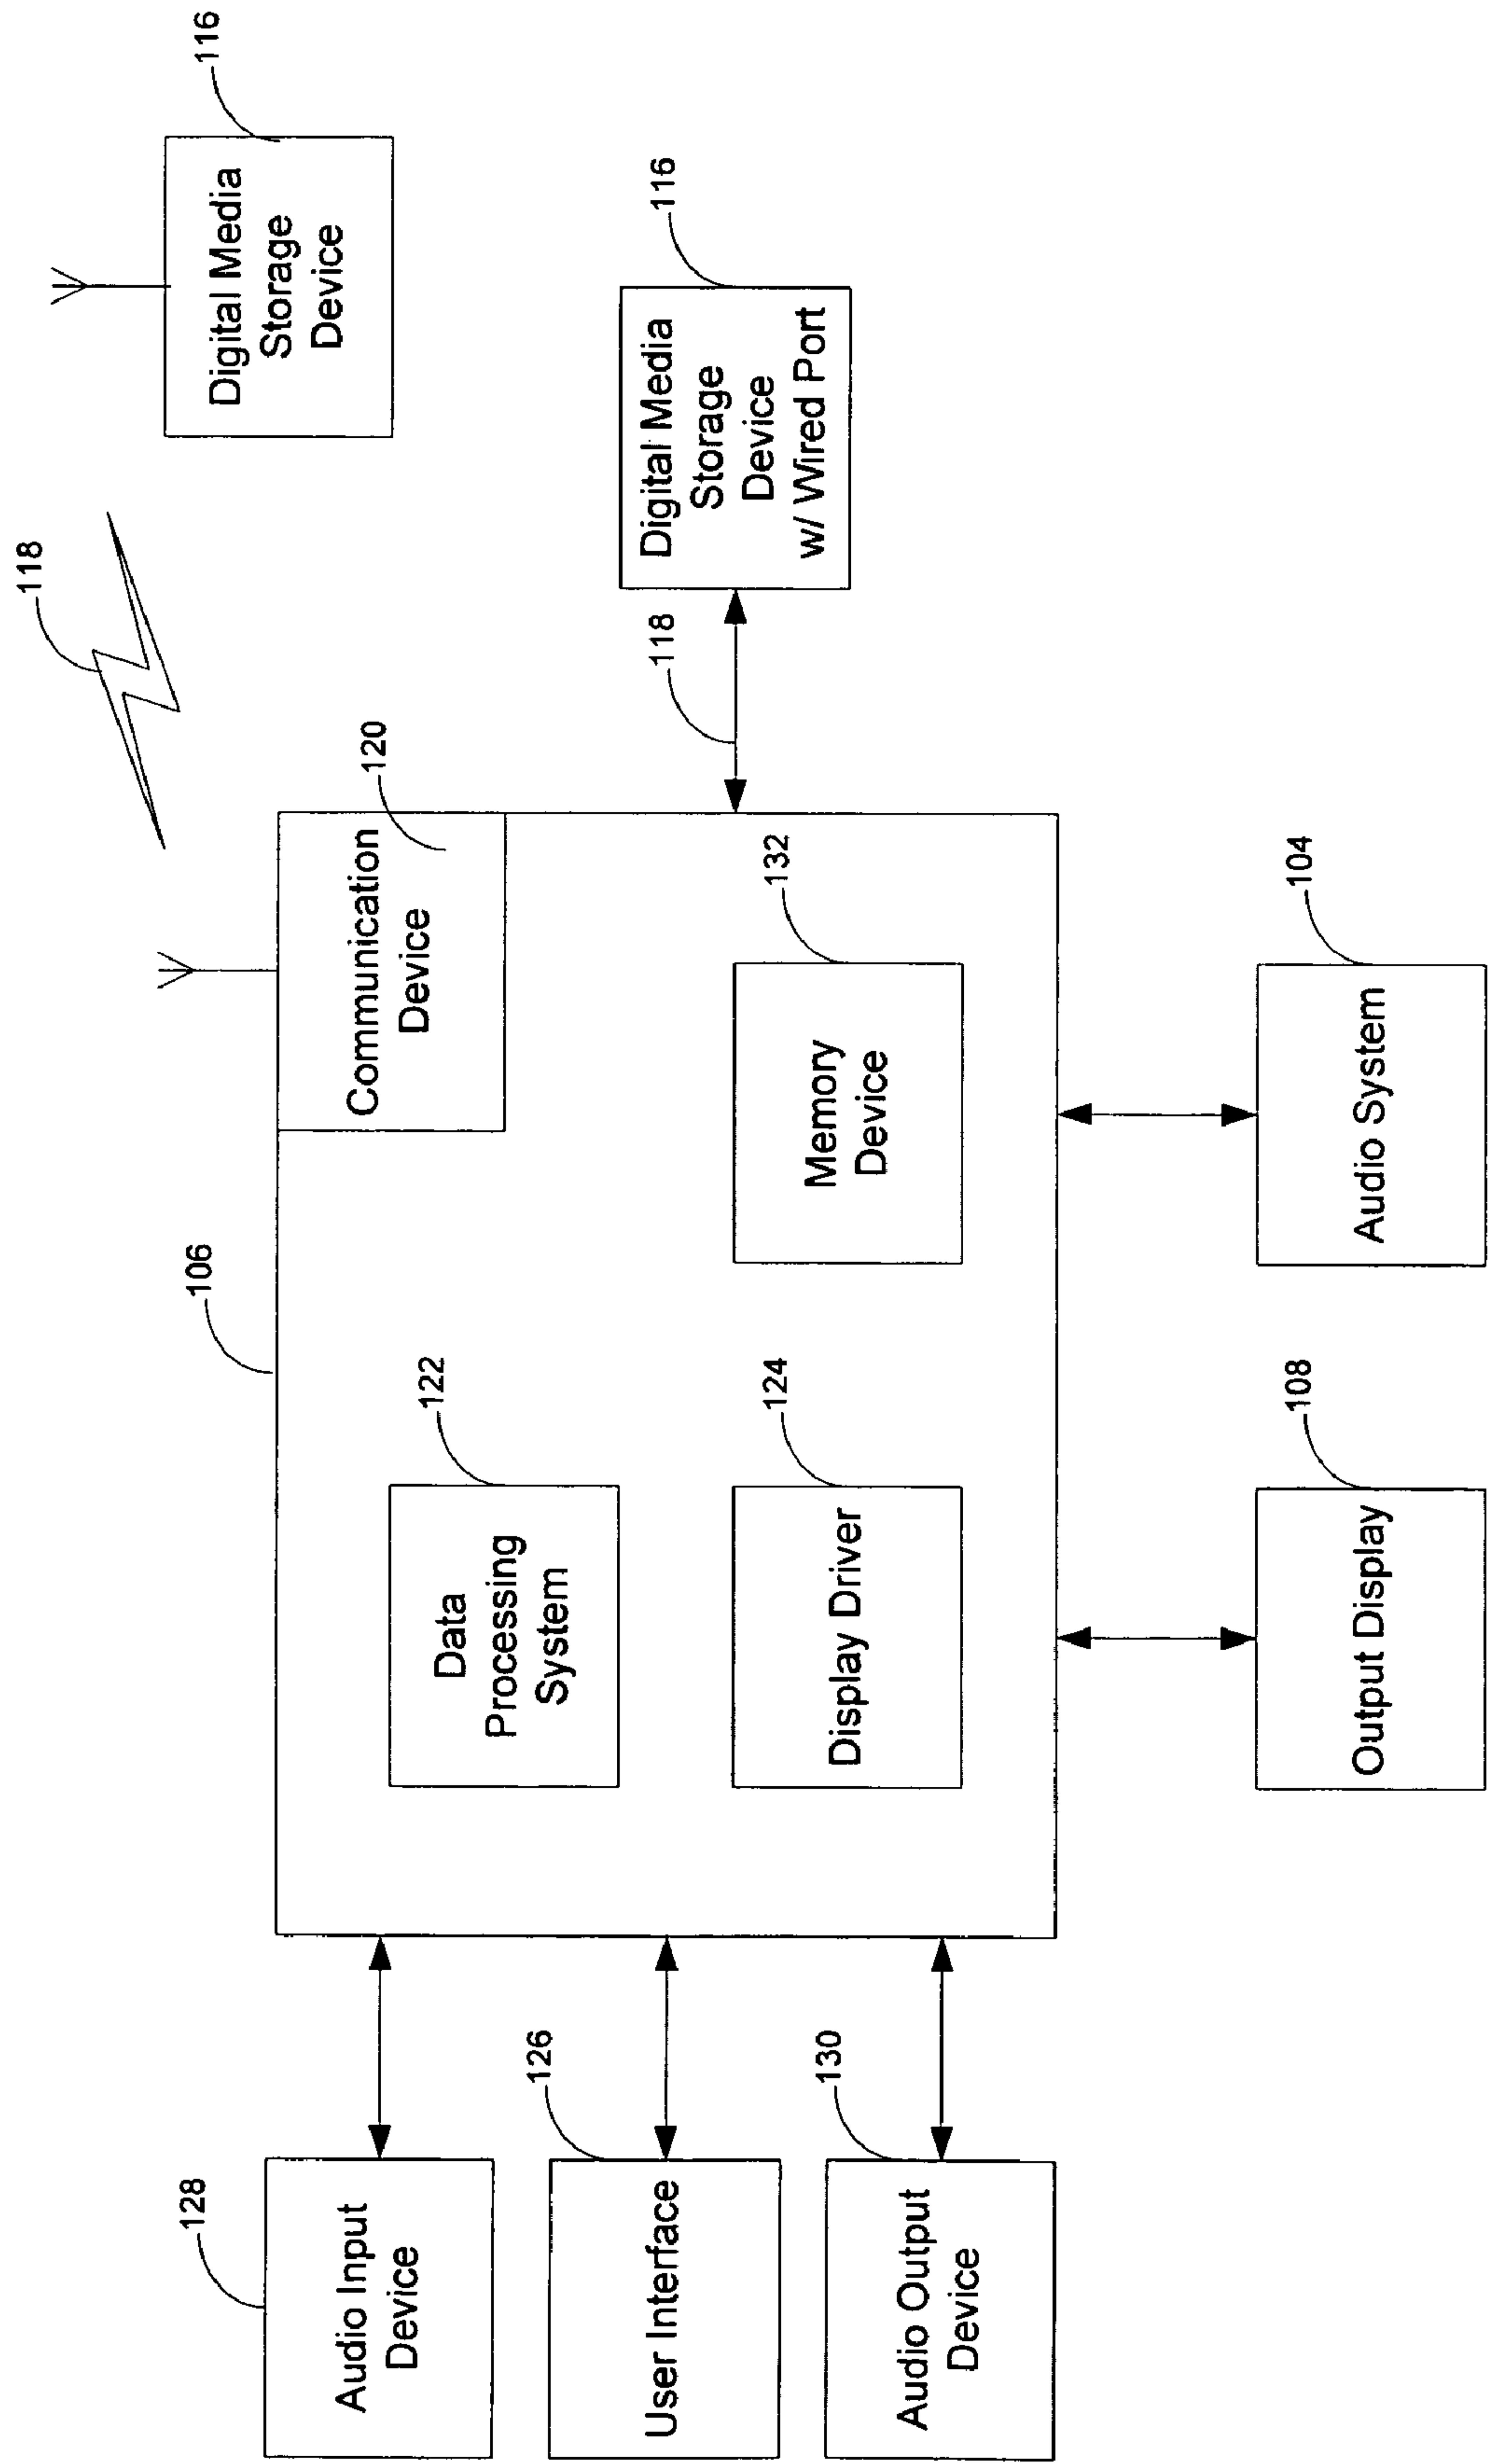 116
Digital Media
Storage
Device
118
116
Digital Media
Storage
Device
w/ Wired Port
118
120
Communication
Device
132
Memory
Device
106
122
Data
Processing
System
124
Display Driver
104
Audio System
108
Output Display
128
Audio Input
Device
126
User Interface
130
Audio Output
Device